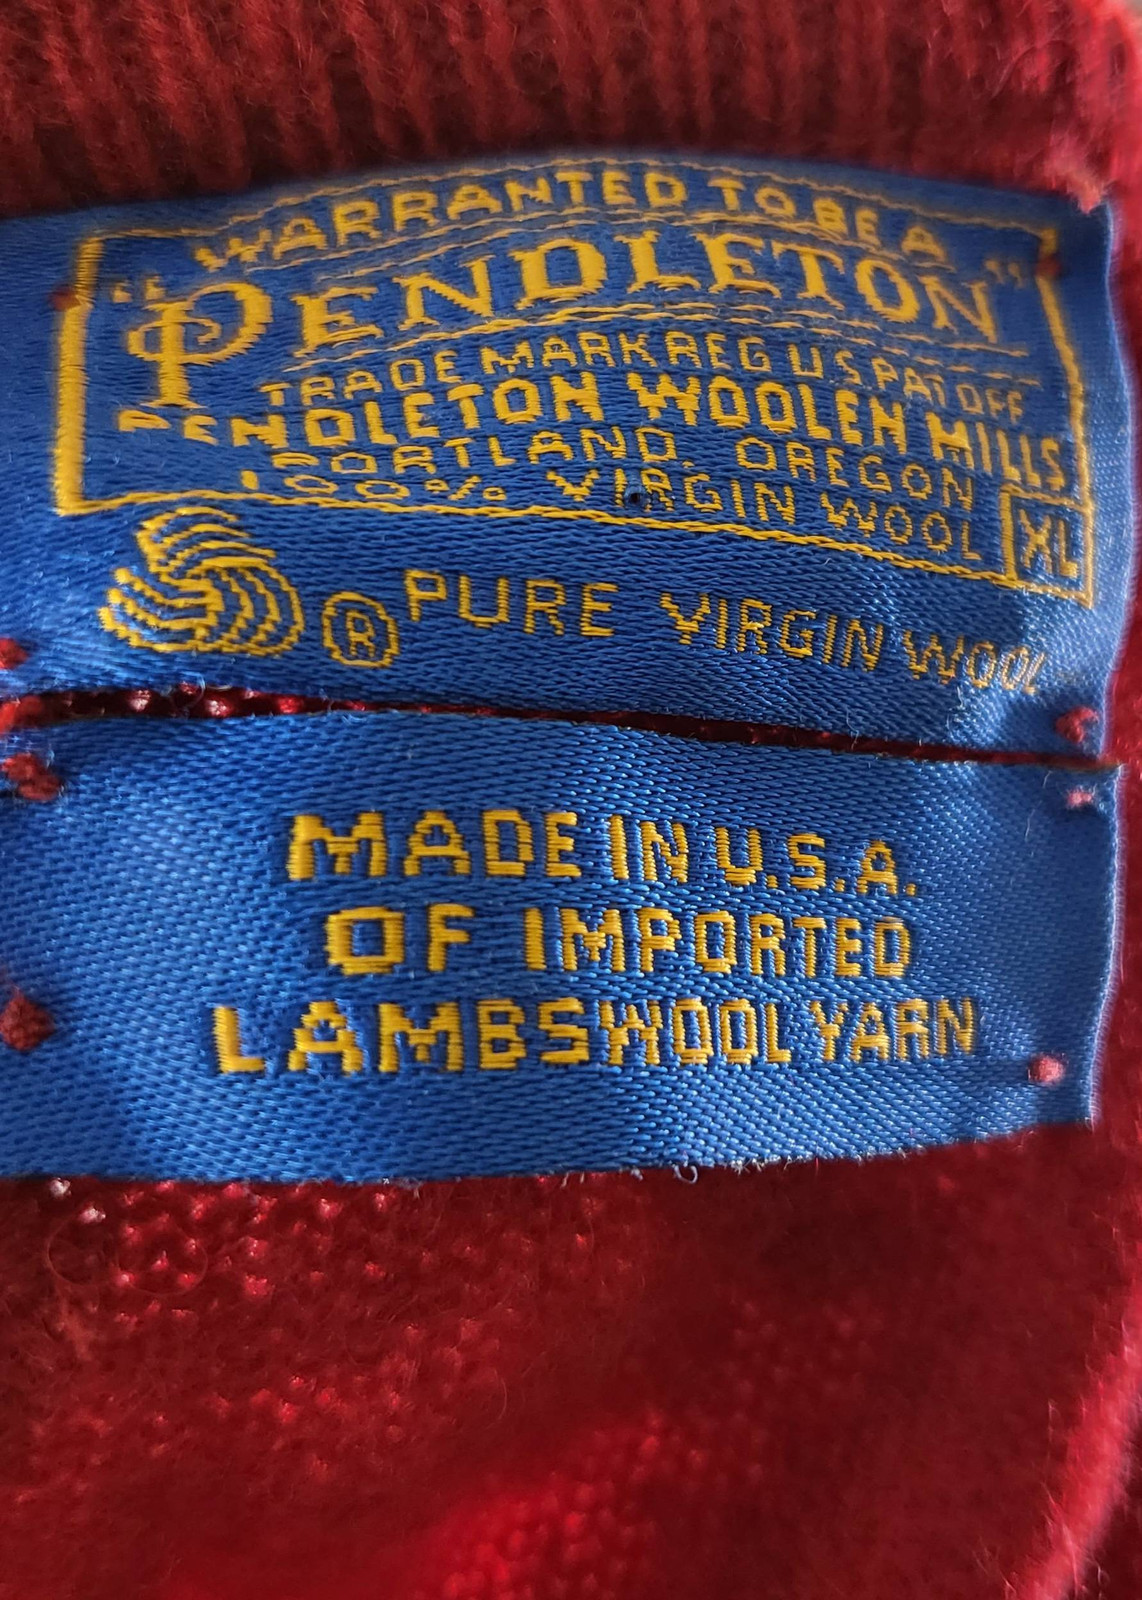 WARRANTED TO BE A
"PENDLETON"
TRADE MARK REG U.S. PAT OFF
PENDLETON WOOLEN MILLS
PORTLAND, OREGON
100% VIRGIN WOOL
XL
® PURE VIRGIN WOOL
MADE IN U.S.A.
OF IMPORTED
LAMBSWOOL YARN